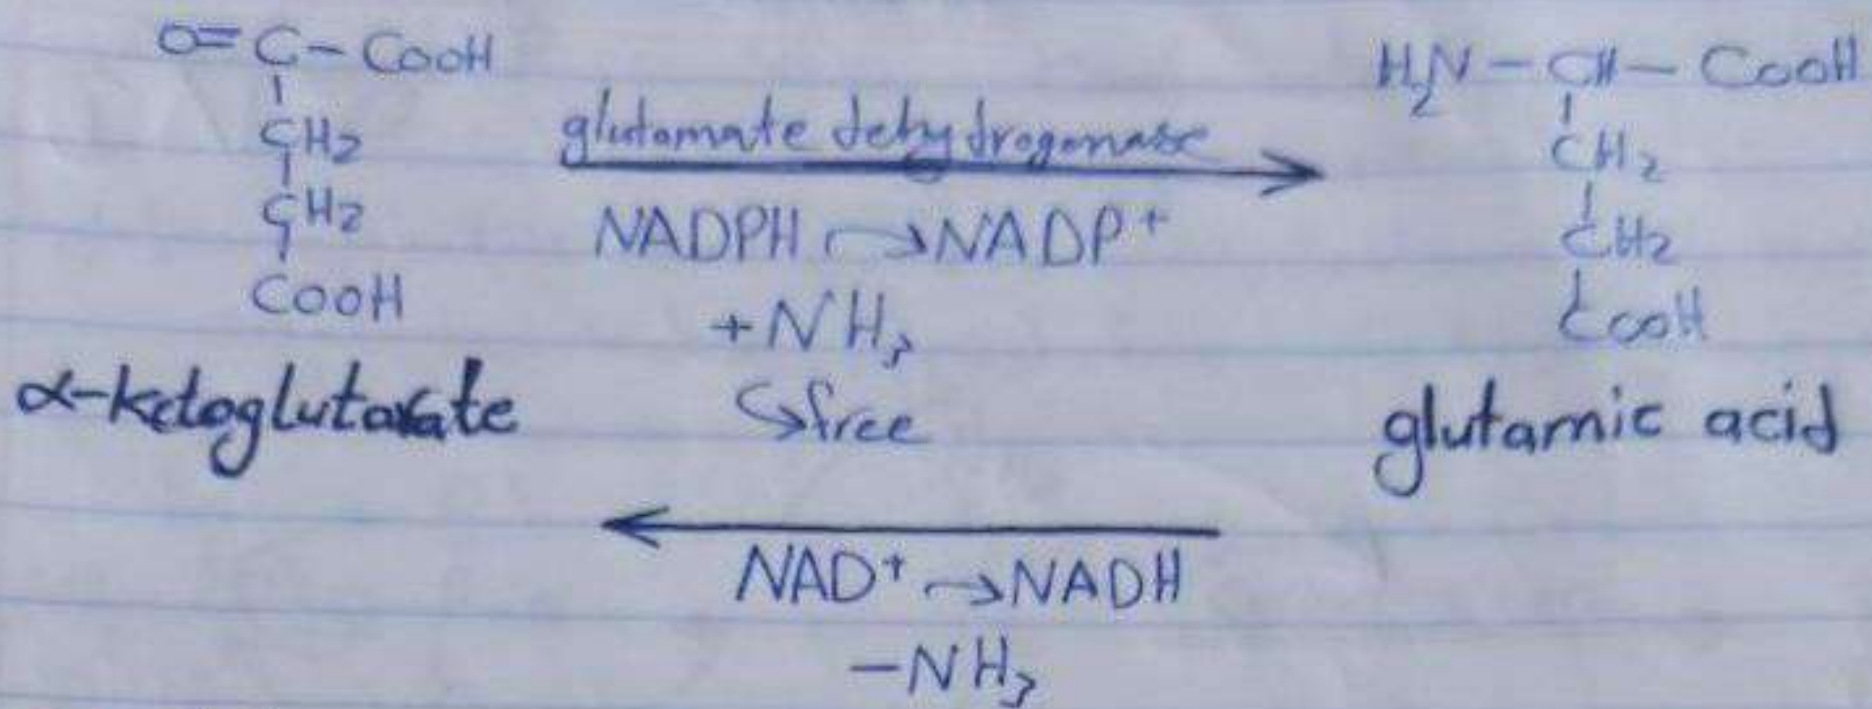 O=C-COOH
CH2
CH2
COOH
α-ketoglutarate
glutamate dehydrogenase
NADPH → NADP+
+NH3
↳free
H2N-CH-COOH
CH2
CH2
COOH
glutamic acid
NAD+ → NADH
-NH3